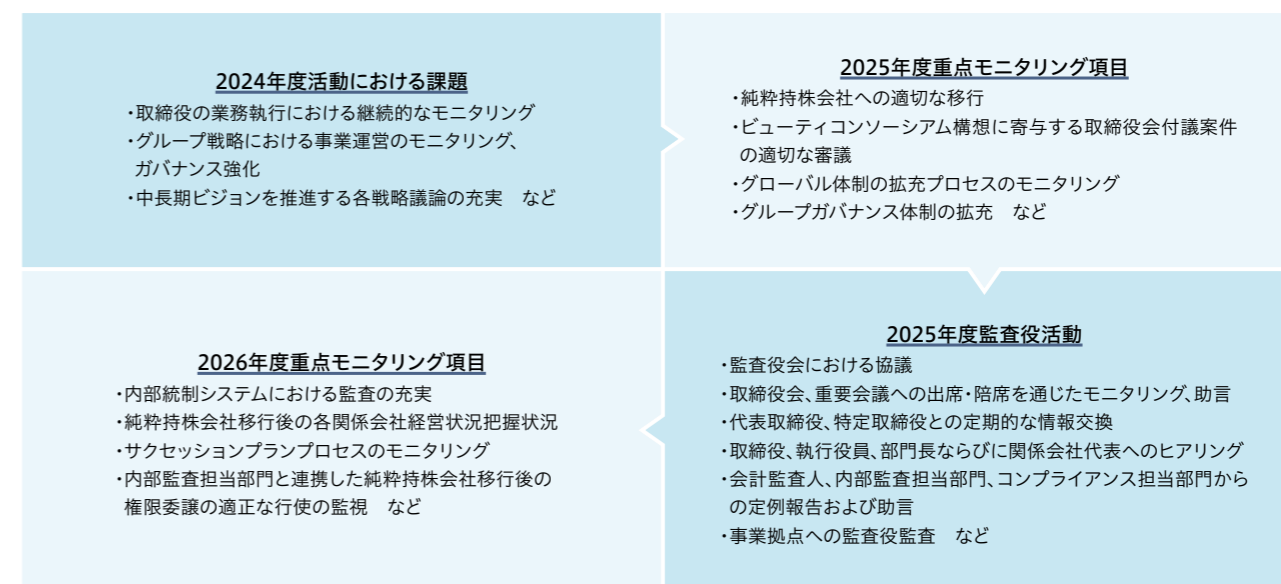 2024年度活動における課題
・取締役の業務執行における継続的なモニタリング
・グループ戦略における事業運営のモニタリング、
ガバナンス強化
・中長期ビジョンを推進する各戦略議論の充実　など
2025年度重点モニタリング項目
・純粋持株会社への適切な移行
・ビューティコンソーシアム構想に寄与する取締役会付議案件
の適切な審議
・グローバル体制の拡充プロセスのモニタリング
・グループガバナンス体制の拡充　など
2025年度監査役活動
・監査役会における協議
・取締役会、重要会議への出席・陪席を通じたモニタリング、助言
・代表取締役、特定取締役との定期的な情報交換
・取締役、執行役員、部門長ならびに関係会社代表へのヒアリング
・会計監査人、内部監査担当部門、コンプライアンス担当部門から
の定例報告および助言
・事業拠点への監査役監査　など
2026年度重点モニタリング項目
・内部統制システムにおける監査の充実
・純粋持株会社移行後の各関係会社経営状況把握状況
・サクセッションプランプロセスのモニタリング
・内部監査担当部門と連携した純粋持株会社移行後の
権限委譲の適正な行使の監視　など